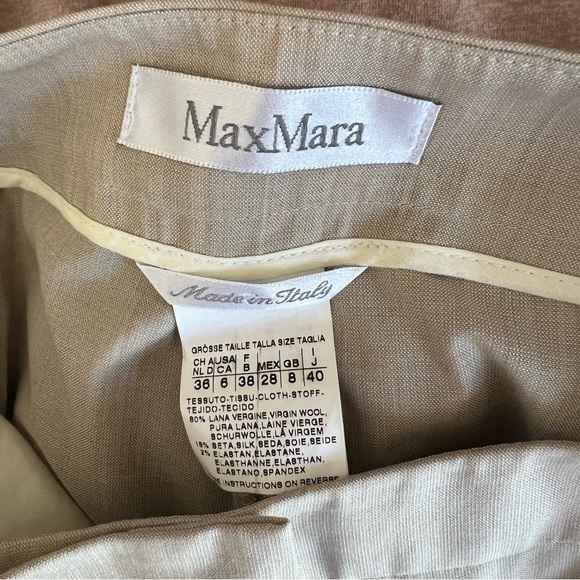 MaxMara
Made in Italy
GRÖSSE TAILLE TALLA SIZE TAGLIA
CH A USA F I
NL D CA B MEX GB J
36 6 38 28 8 40
TESSUTO-TISSU-CLOTH-STOFF-
TEJIDO-TECIDO
80% LANA VERGINE,VIRGIN WOOL,
PURA LANA,LAINE VIERGE,
SCHURWOLLE,LÃ VIRGEM
18% SETA,SILK,SEDA,SOIE,SEIDE
2% ELASTAN,ELASTANE,
ELASTHANNE,ELASTHAN,
ELASTANO,SPANDEX
INSTRUCTIONS ON REVERSE